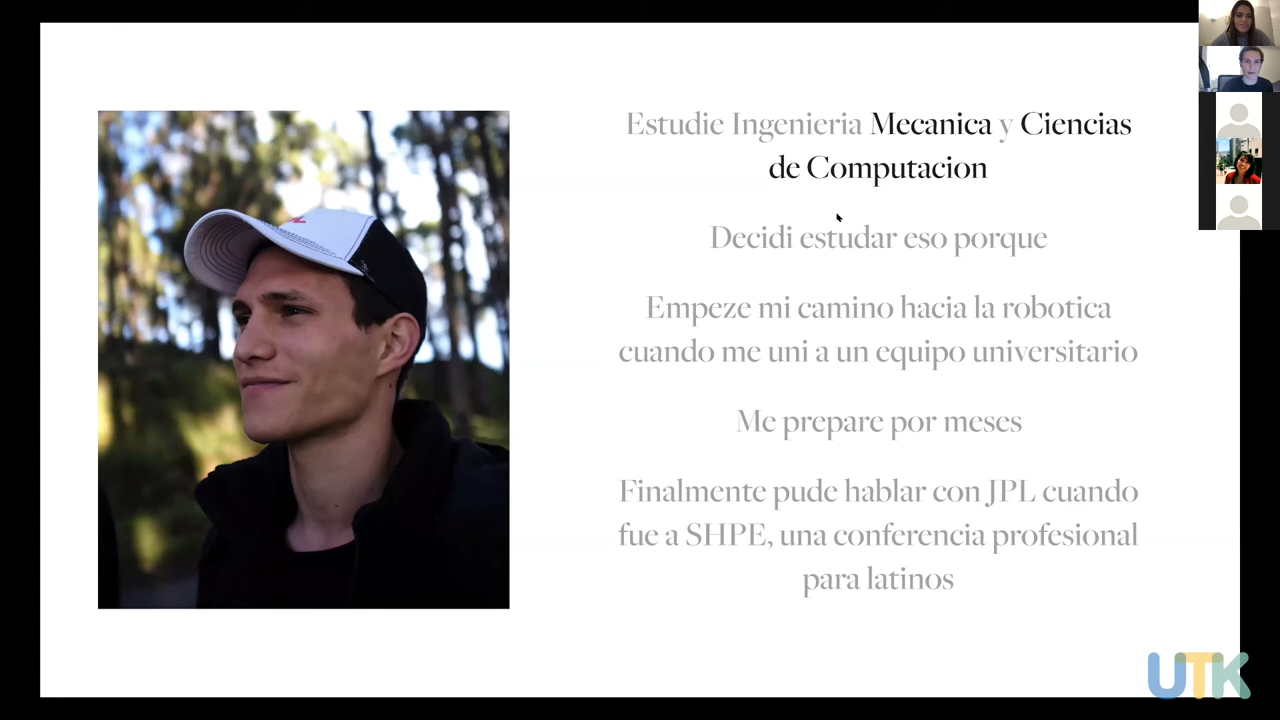 Estudie Ingenieria Mecanica y Ciencias
de Computacion
Decidi estudar eso porque
Empeze mi camino hacia la robotica
cuando me uni a un equipo universitario
Me prepare por meses
Finalmente pude hablar con JPL cuando
fue a SHPE, una conferencia profesional
para latinos
UTK